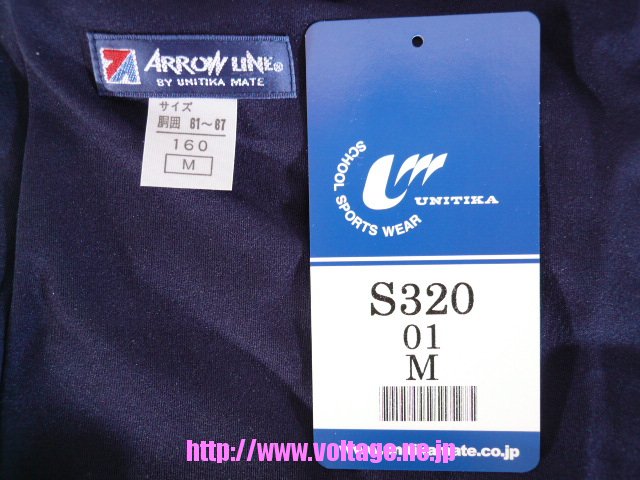 ARROW LINE®
BY UNITIKA MATE
サイズ
胴囲 61～67
160
M
SCHOOL SPORTS WEAR
UNITIKA
S320
01
M
http://www.voltage.ne.jp